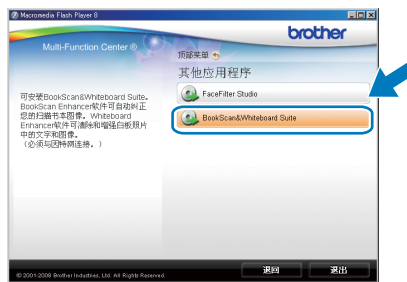 Macromedia Flash Player 8
brother
Multi-Function Center ®
顶部菜单
其他应用程序
FaceFilter Studio
BookScan&Whiteboard Suite
可安装BookScan&Whiteboard Suite。
BookScan Enhancer软件可自动纠正
您的扫描书本图像。Whiteboard
Enhancer软件可清除和增强白板照片
中的文字和图像。
(必须与因特网连接。)
© 2001-2008 Brother Industries, Ltd. All Rights Reserved.
退回
退出